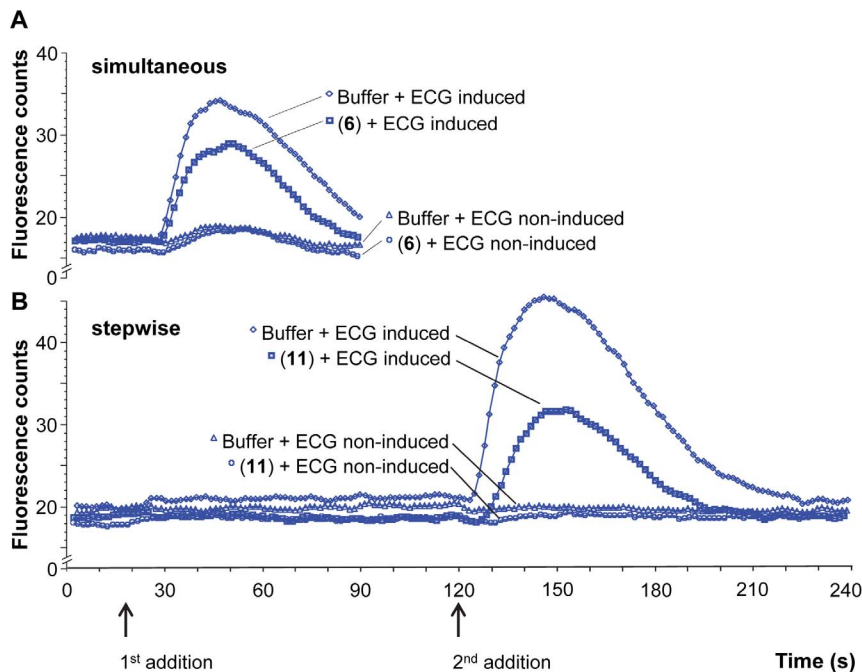 A
Fluorescence counts
simultaneous
40
30
20
0
Buffer + ECG induced
(6) + ECG induced
Buffer + ECG non-induced
(6) + ECG non-induced
B
Fluorescence counts
stepwise
40
30
20
0
Buffer + ECG induced
(11) + ECG induced
Buffer + ECG non-induced
(11) + ECG non-induced
0 30 60 90 120 150 180 210 240
1st addition
2nd addition
Time (s)